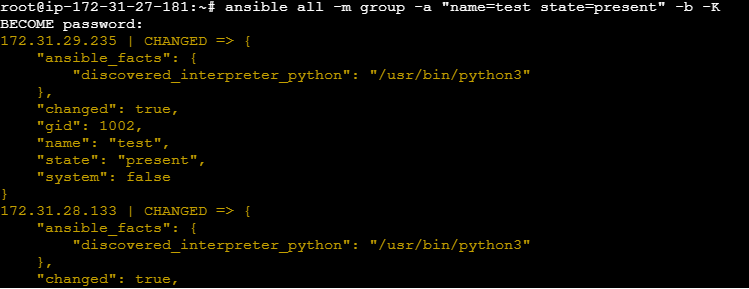 root@ip-172-31-27-181:~# ansible all -m group -a "name=test state=present" -b -K
BECOME password:
172.31.29.235 | CHANGED => {
    "ansible_facts": {
        "discovered_interpreter_python": "/usr/bin/python3"
    },
    "changed": true,
    "gid": 1002,
    "name": "test",
    "state": "present",
    "system": false
}
172.31.28.133 | CHANGED => {
    "ansible_facts": {
        "discovered_interpreter_python": "/usr/bin/python3"
    },
    "changed": true,